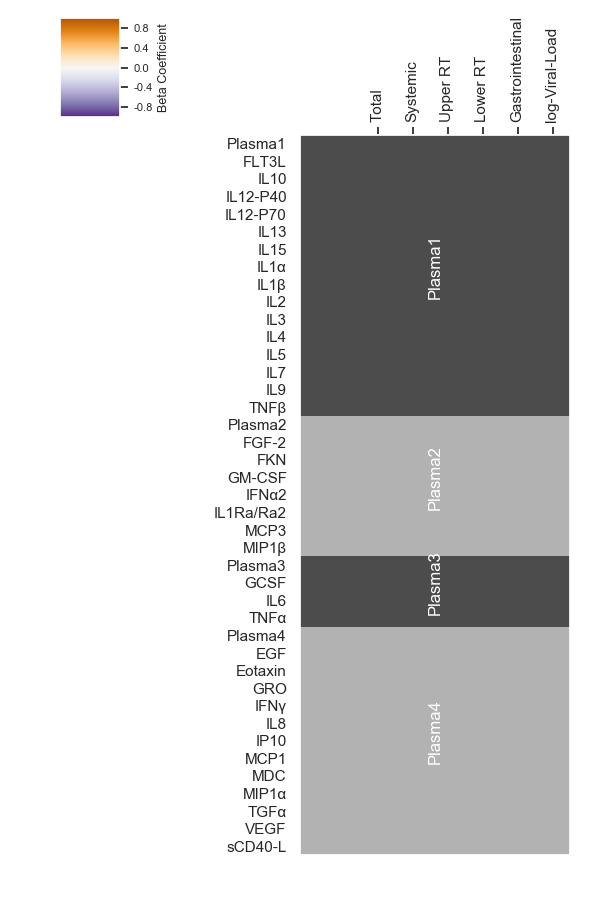 0.8
0.4
0.0
-0.4
-0.8
Beta Coefficient
Total
Systemic
Upper RT
Lower RT
Gastrointestinal
log-Viral-Load
Plasma1
FLT3L
IL10
IL12-P40
IL12-P70
IL13
IL15
IL1α
IL1β
IL2
IL3
IL4
IL5
IL7
IL9
TNFβ
Plasma2
FGF-2
FKN
GM-CSF
IFNα2
IL1Ra/Ra2
MCP3
MIP1β
Plasma3
GCSF
IL6
TNFα
Plasma4
EGF
Eotaxin
GRO
IFNγ
IL8
IP10
MCP1
MDC
MIP1α
TGFα
VEGF
sCD40-L
Plasma1
Plasma2
Plasma3
Plasma4